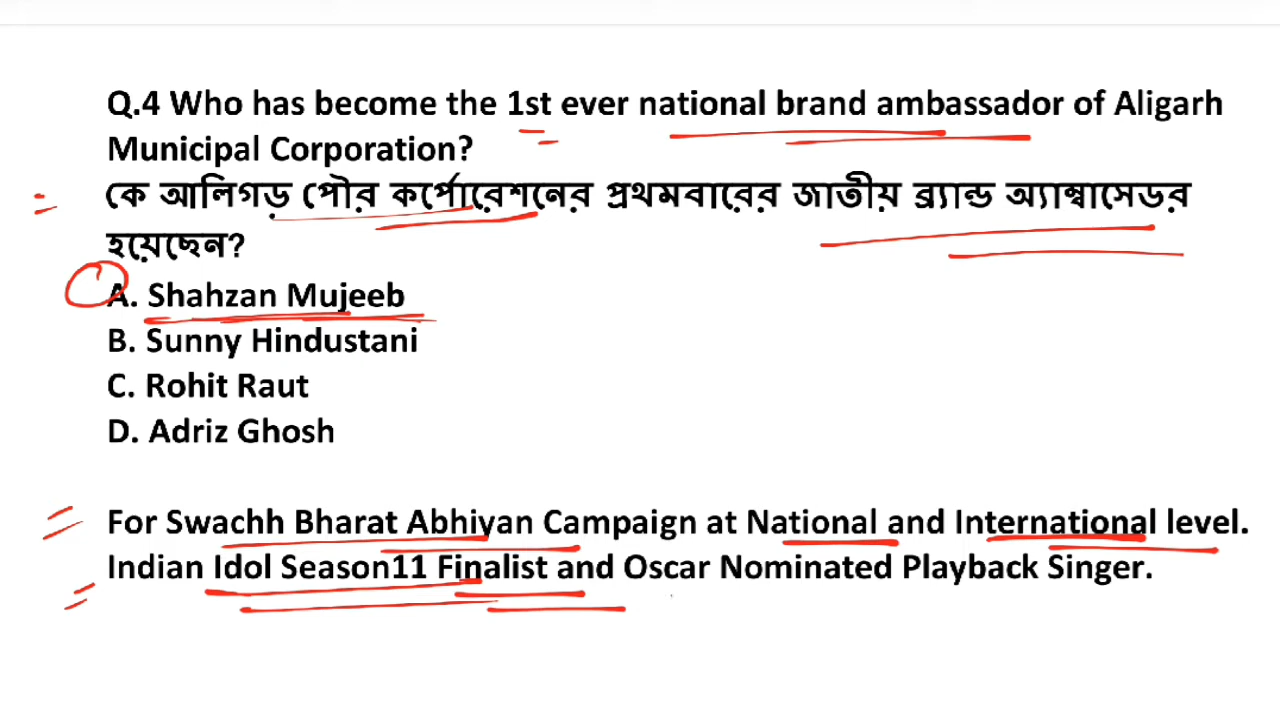 Q.4 Who has become the 1st ever national brand ambassador of Aligarh
Municipal Corporation?
কে আলিগড় পৌর কর্পোরেশনের প্রথমবারের জাতীয় ব্র্যান্ড অ্যাম্বাসেডর
হয়েছেন?
A. Shahzan Mujeeb
B. Sunny Hindustani
C. Rohit Raut
D. Adriz Ghosh
For Swachh Bharat Abhiyan Campaign at National and International level.
Indian Idol Season11 Finalist and Oscar Nominated Playback Singer.